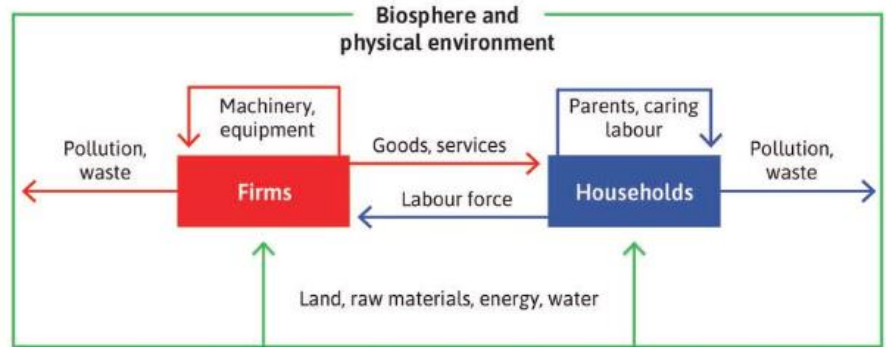 Biosphere and
physical environment
Machinery,
equipment
Parents, caring
labour
Pollution,
waste
Goods, services
Pollution,
waste
Firms
Labour force
Households
Land, raw materials, energy, water